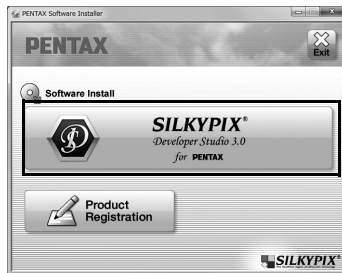 PENTAX Software Installer
PENTAX
Exit
Software Install
SILKYPIX®
Developer Studio 3.0
for PENTAX
Product
Registration
SILKYPIX®